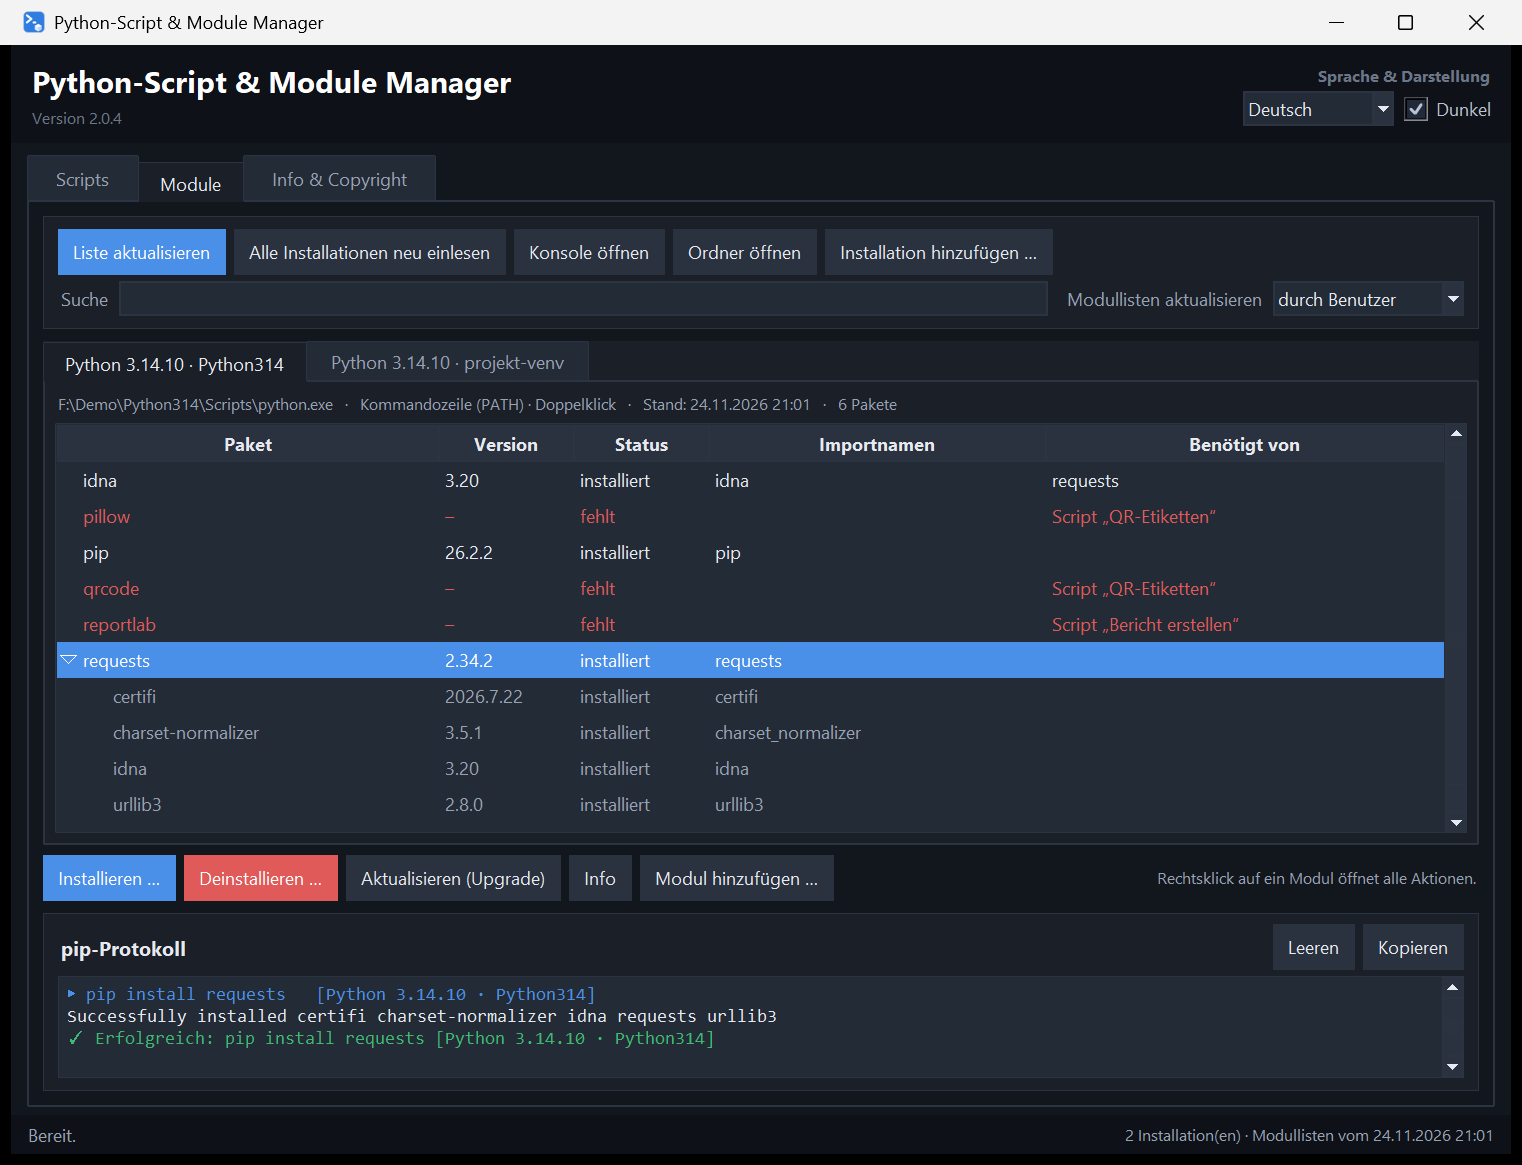 Python-Script & Module Manager
Python-Script & Module Manager
Version 2.0.4
Sprache & Darstellung
Deutsch
Dunkel
Scripts
Module
Info & Copyright
Liste aktualisieren
Alle Installationen neu einlesen
Konsole öffnen
Ordner öffnen
Installation hinzufügen ...
Suche
Modullisten aktualisieren
durch Benutzer
Python 3.14.10 · Python314
Python 3.14.10 · projekt-venv
F:\Demo\Python314\Scripts\python.exe · Kommandozeile (PATH) · Doppelklick · Stand: 24.11.2026 21:01 · 6 Pakete
Paket Version Status Importnamen Benötigt von
idna 3.20 installiert idna requests
pillow – fehlt Script „QR-Etiketten“
pip 26.2.2 installiert pip
qrcode – fehlt Script „QR-Etiketten“
reportlab – fehlt Script „Bericht erstellen“
requests 2.34.2 installiert requests
certifi 2026.7.22 installiert certifi
charset-normalizer 3.5.1 installiert charset_normalizer
idna 3.20 installiert idna
urllib3 2.8.0 installiert urllib3
Installieren ...
Deinstallieren ...
Aktualisieren (Upgrade)
Info
Modul hinzufügen ...
Rechtsklick auf ein Modul öffnet alle Aktionen.
pip-Protokoll
Leeren
Kopieren
▸ pip install requests [Python 3.14.10 · Python314]
Successfully installed certifi charset-normalizer idna requests urllib3
✓ Erfolgreich: pip install requests [Python 3.14.10 · Python314]
Bereit.
2 Installation(en) · Modullisten vom 24.11.2026 21:01